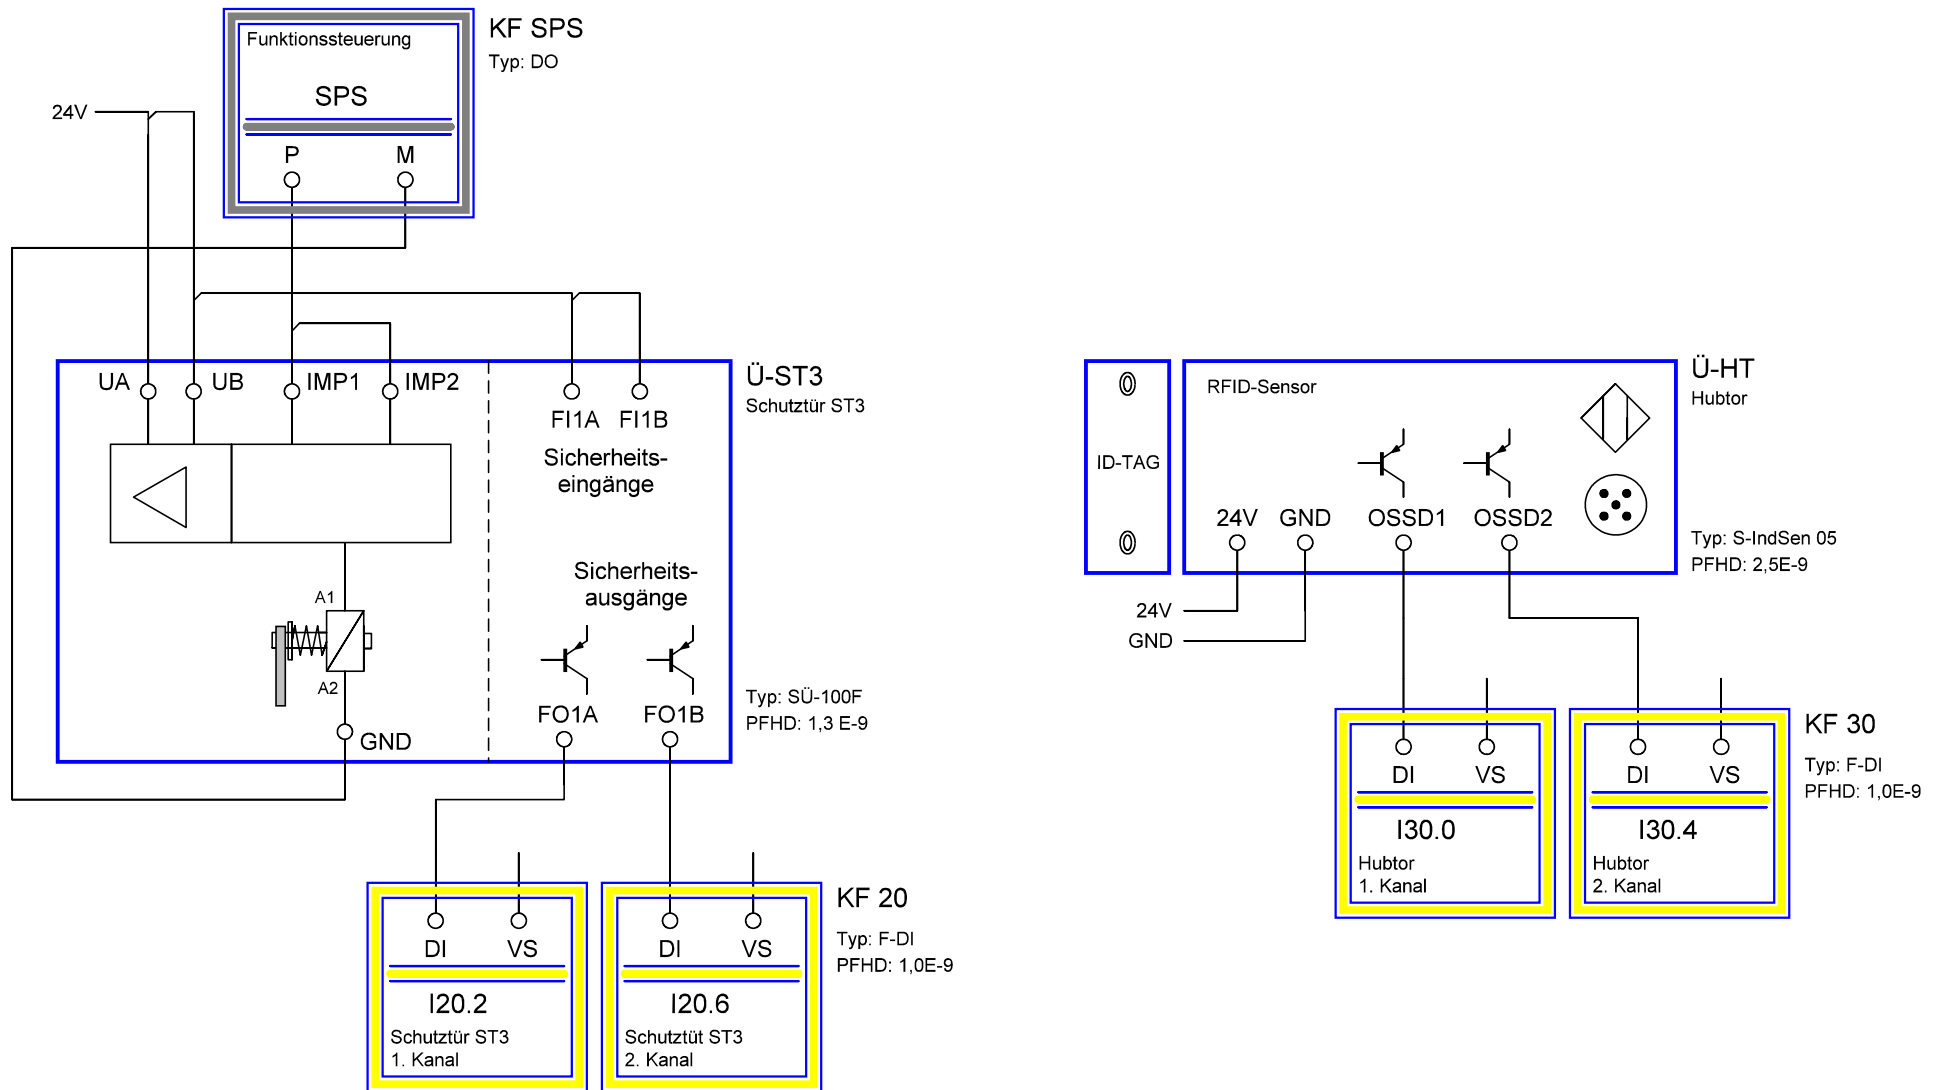 Funktionssteuerung
SPS
P M
KF SPS
Typ: DO
24V
UA UB IMP1 IMP2
FI1A FI1B
Sicherheits-
eingänge
Sicherheits-
ausgänge
A1
A2
GND
FO1A FO1B
Ü-ST3
Schutztür ST3
Typ: SÜ-100F
PFHD: 1,3 E-9
DI VS
I20.2
Schutztür ST3
1. Kanal
DI VS
I20.6
Schutztüt ST3
2. Kanal
KF 20
Typ: F-DI
PFHD: 1,0E-9
ID-TAG
RFID-Sensor
24V GND OSSD1 OSSD2
Ü-HT
Hubtor
Typ: S-IndSen 05
PFHD: 2,5E-9
24V
GND
DI VS
I30.0
Hubtor
1. Kanal
DI VS
I30.4
Hubtor
2. Kanal
KF 30
Typ: F-DI
PFHD: 1,0E-9